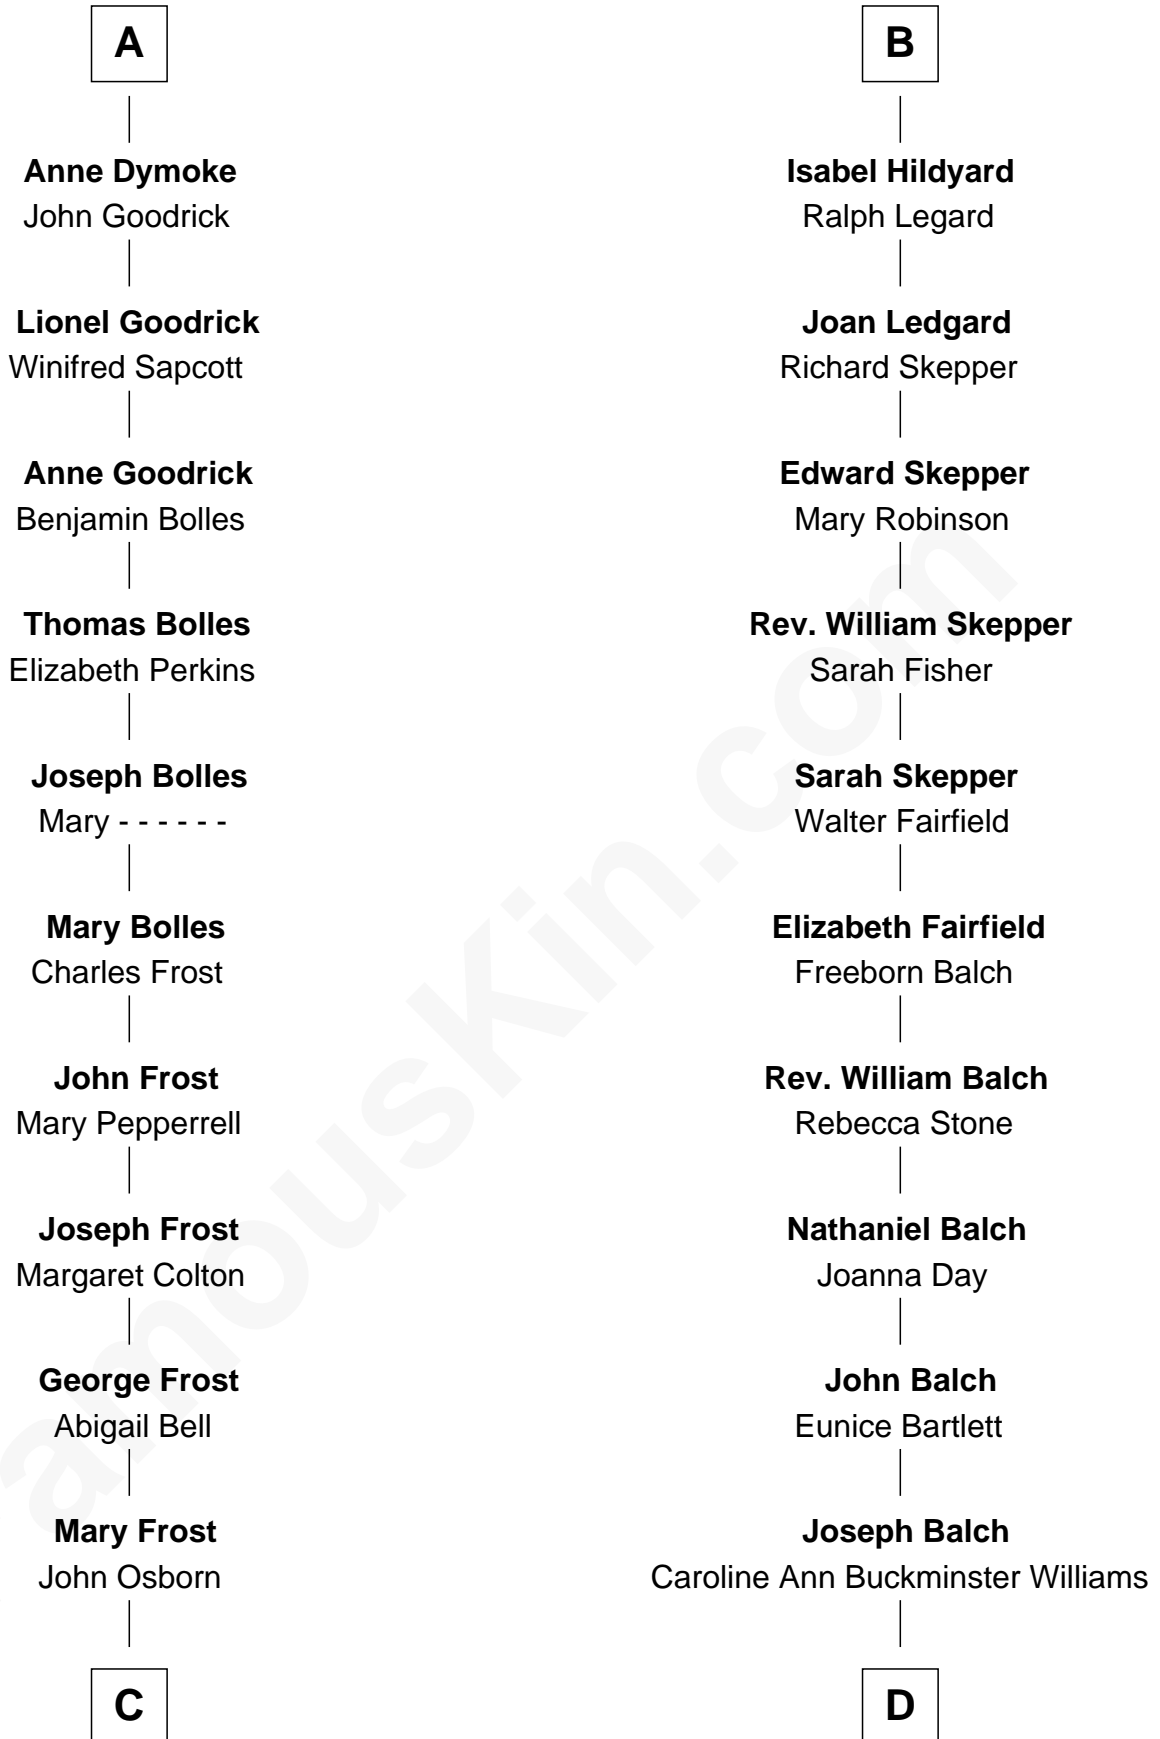 A
Anne Dymoke
John Goodrick
Lionel Goodrick
Winifred Sapcott
Anne Goodrick
Benjamin Bolles
Thomas Bolles
Elizabeth Perkins
Joseph Bolles
Mary - - - - - -
Mary Bolles
Charles Frost
John Frost
Mary Pepperrell
Joseph Frost
Margaret Colton
George Frost
Abigail Bell
Mary Frost
John Osborn
C
B
Isabel Hildyard
Ralph Legard
Joan Ledgard
Richard Skepper
Edward Skepper
Mary Robinson
Rev. William Skepper
Sarah Fisher
Sarah Skepper
Walter Fairfield
Elizabeth Fairfield
Freeborn Balch
Rev. William Balch
Rebecca Stone
Nathaniel Balch
Joanna Day
John Balch
Eunice Bartlett
Joseph Balch
Caroline Ann Buckminster Williams
D
amousKin.com